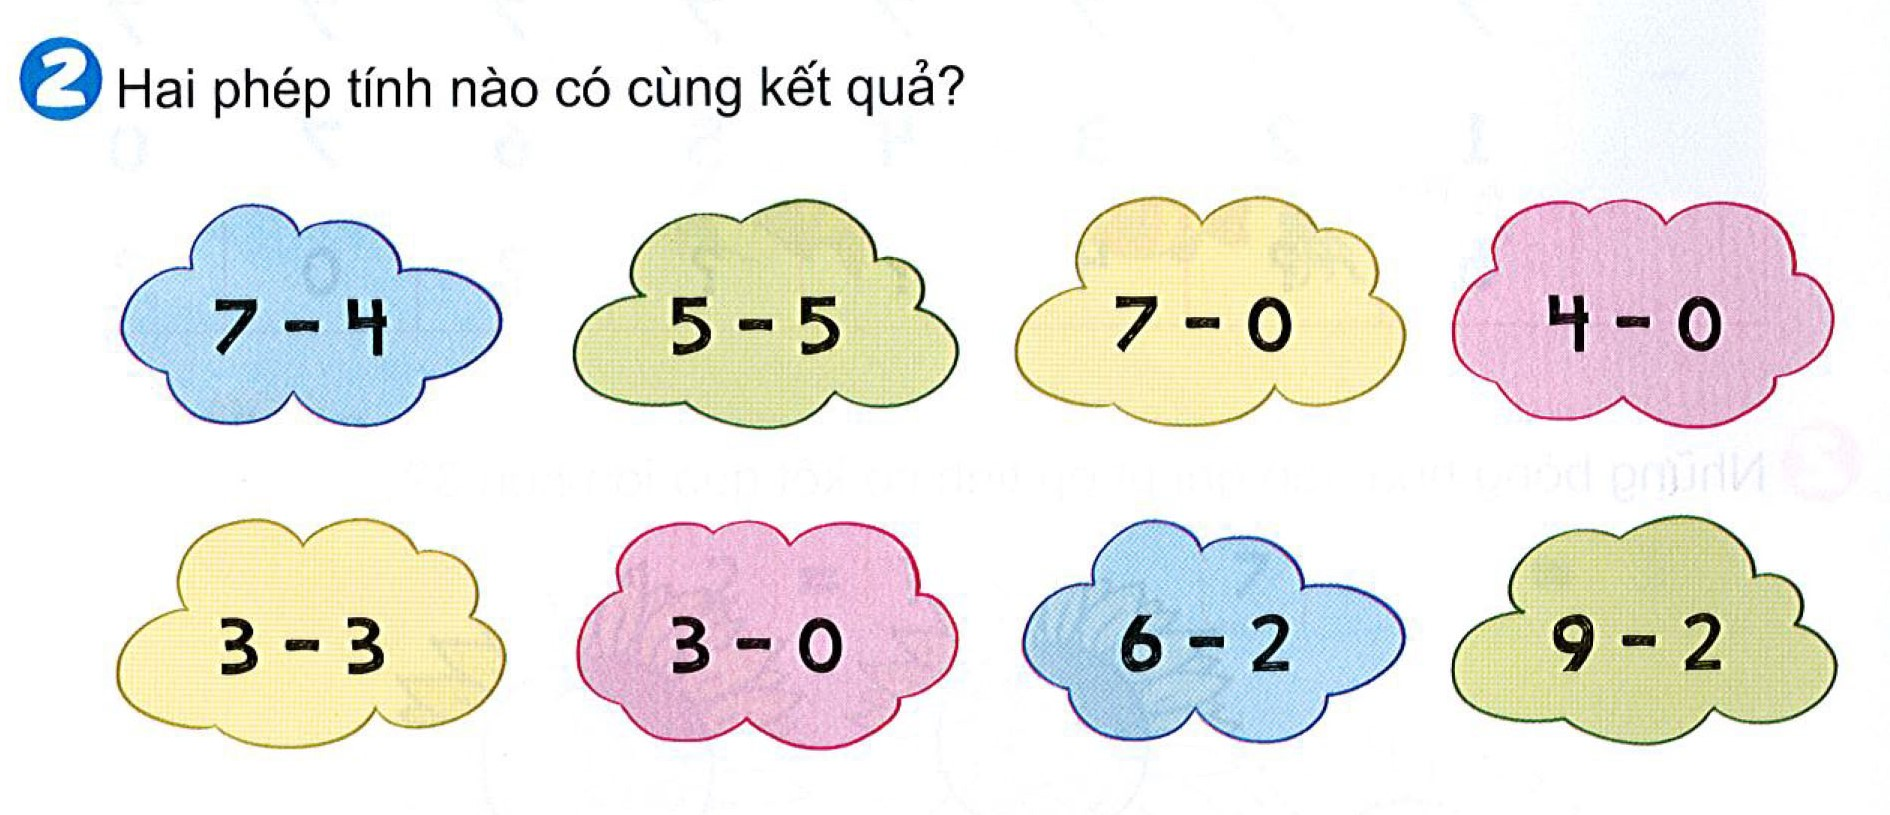 2 Hai phép tính nào có cùng kết quả?
7 - 4 5 - 5 7 - 0 4 - 0
3 - 3 3 - 0 6 - 2 9 - 2